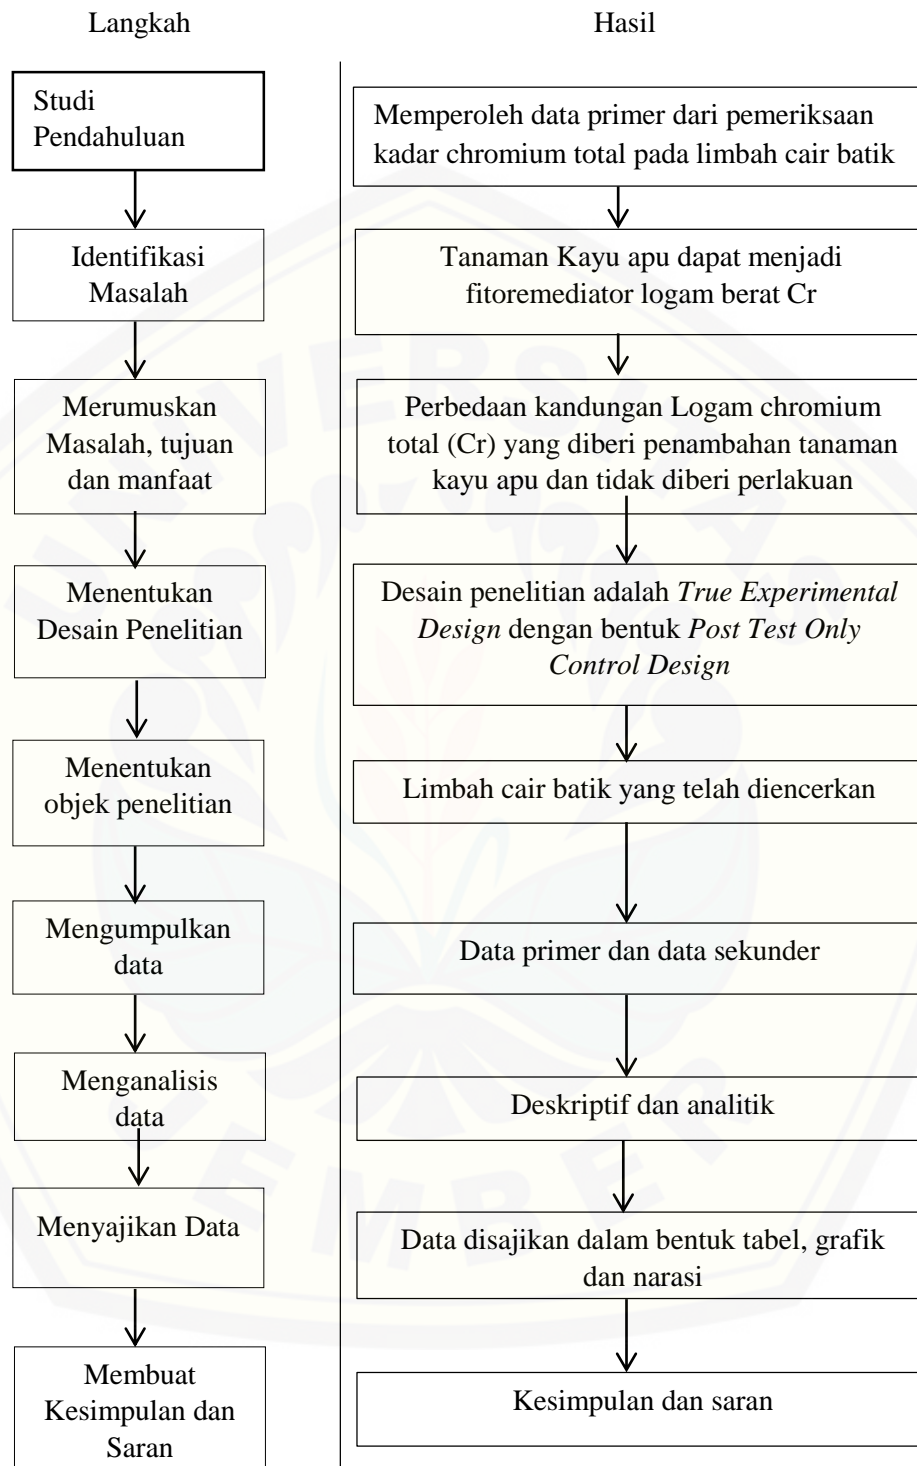 Langkah
Hasil
Studi
Pendahuluan
Memperoleh data primer dari pemeriksaan
kadar chromium total pada limbah cair batik
Identifikasi
Masalah
Tanaman Kayu apu dapat menjadi
fitoremediator logam berat Cr
Merumuskan
Masalah, tujuan
dan manfaat
Perbedaan kandungan Logam chromium
total (Cr) yang diberi penambahan tanaman
kayu apu dan tidak diberi perlakuan
Menentukan
Desain Penelitian
Desain penelitian adalah True Experimental
Design dengan bentuk Post Test Only
Control Design
Menentukan
objek penelitian
Limbah cair batik yang telah diencerkan
Mengumpulkan
data
Data primer dan data sekunder
Menganalisis
data
Deskriptif dan analitik
Menyajikan Data
Data disajikan dalam bentuk tabel, grafik
dan narasi
Membuat
Kesimpulan dan
Saran
Kesimpulan dan saran
UNIVERSITAS
JEMBER